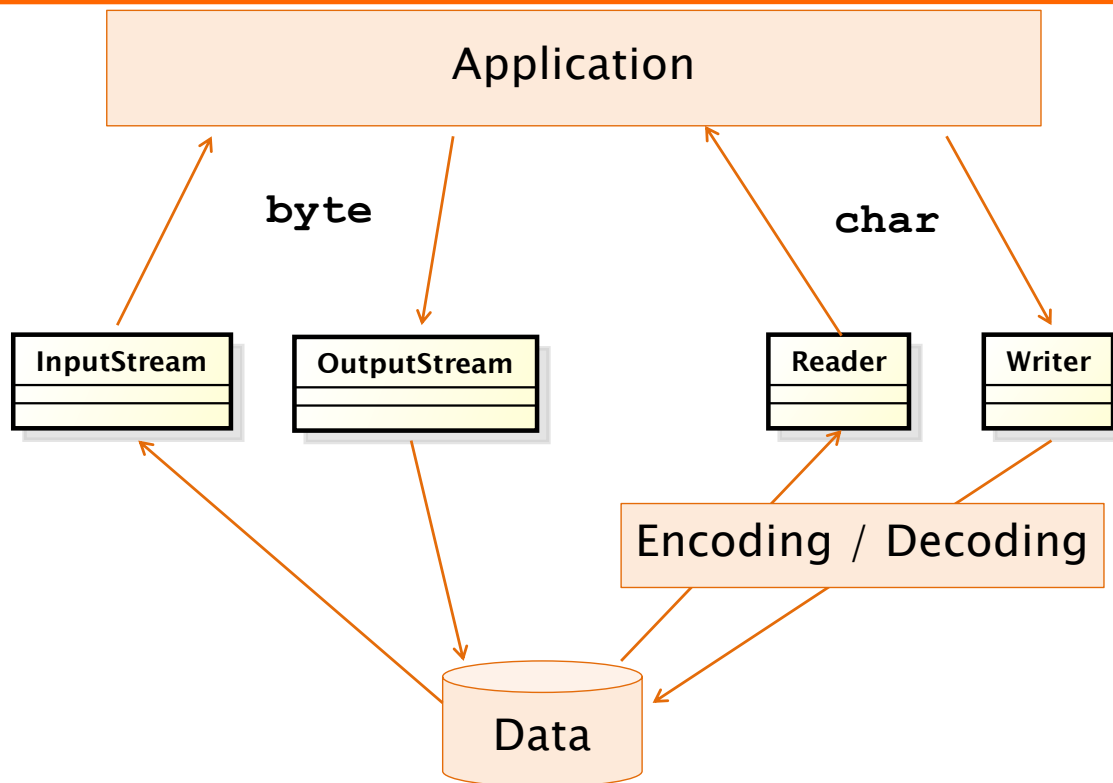 Application
byte
char
InputStream
OutputStream
Reader
Writer
Encoding / Decoding
Data